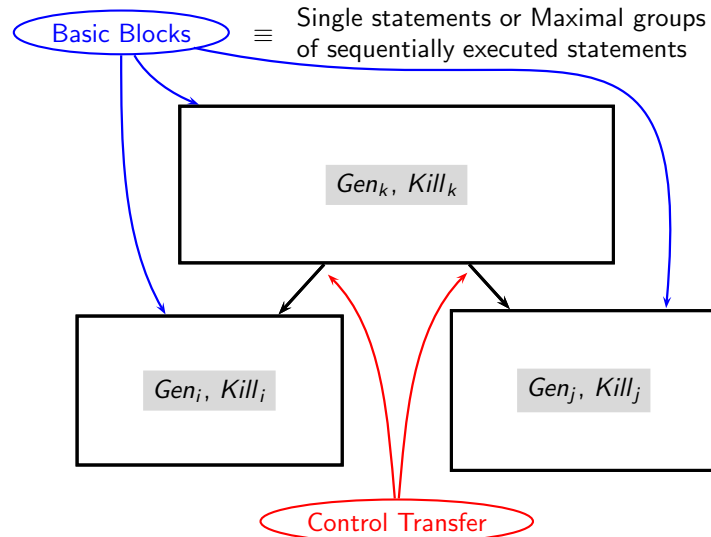 Basic Blocks ≡ Single statements or Maximal groups
of sequentially executed statements
Gen_k, Kill_k
Gen_i, Kill_i
Gen_j, Kill_j
Control Transfer